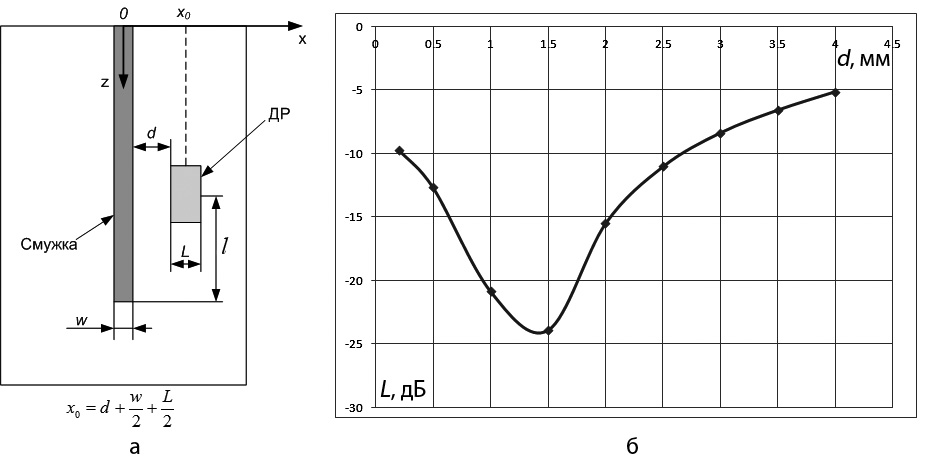 0
x₀
x
z
ДР
d
Смужка
L
l
w
x₀ = d + w/2 + L/2
а
0
0 0.5 1 1.5 2 2.5 3 3.5 4 4.5
d, мм
-5
-10
-15
-20
-25
-30
L, дБ
б